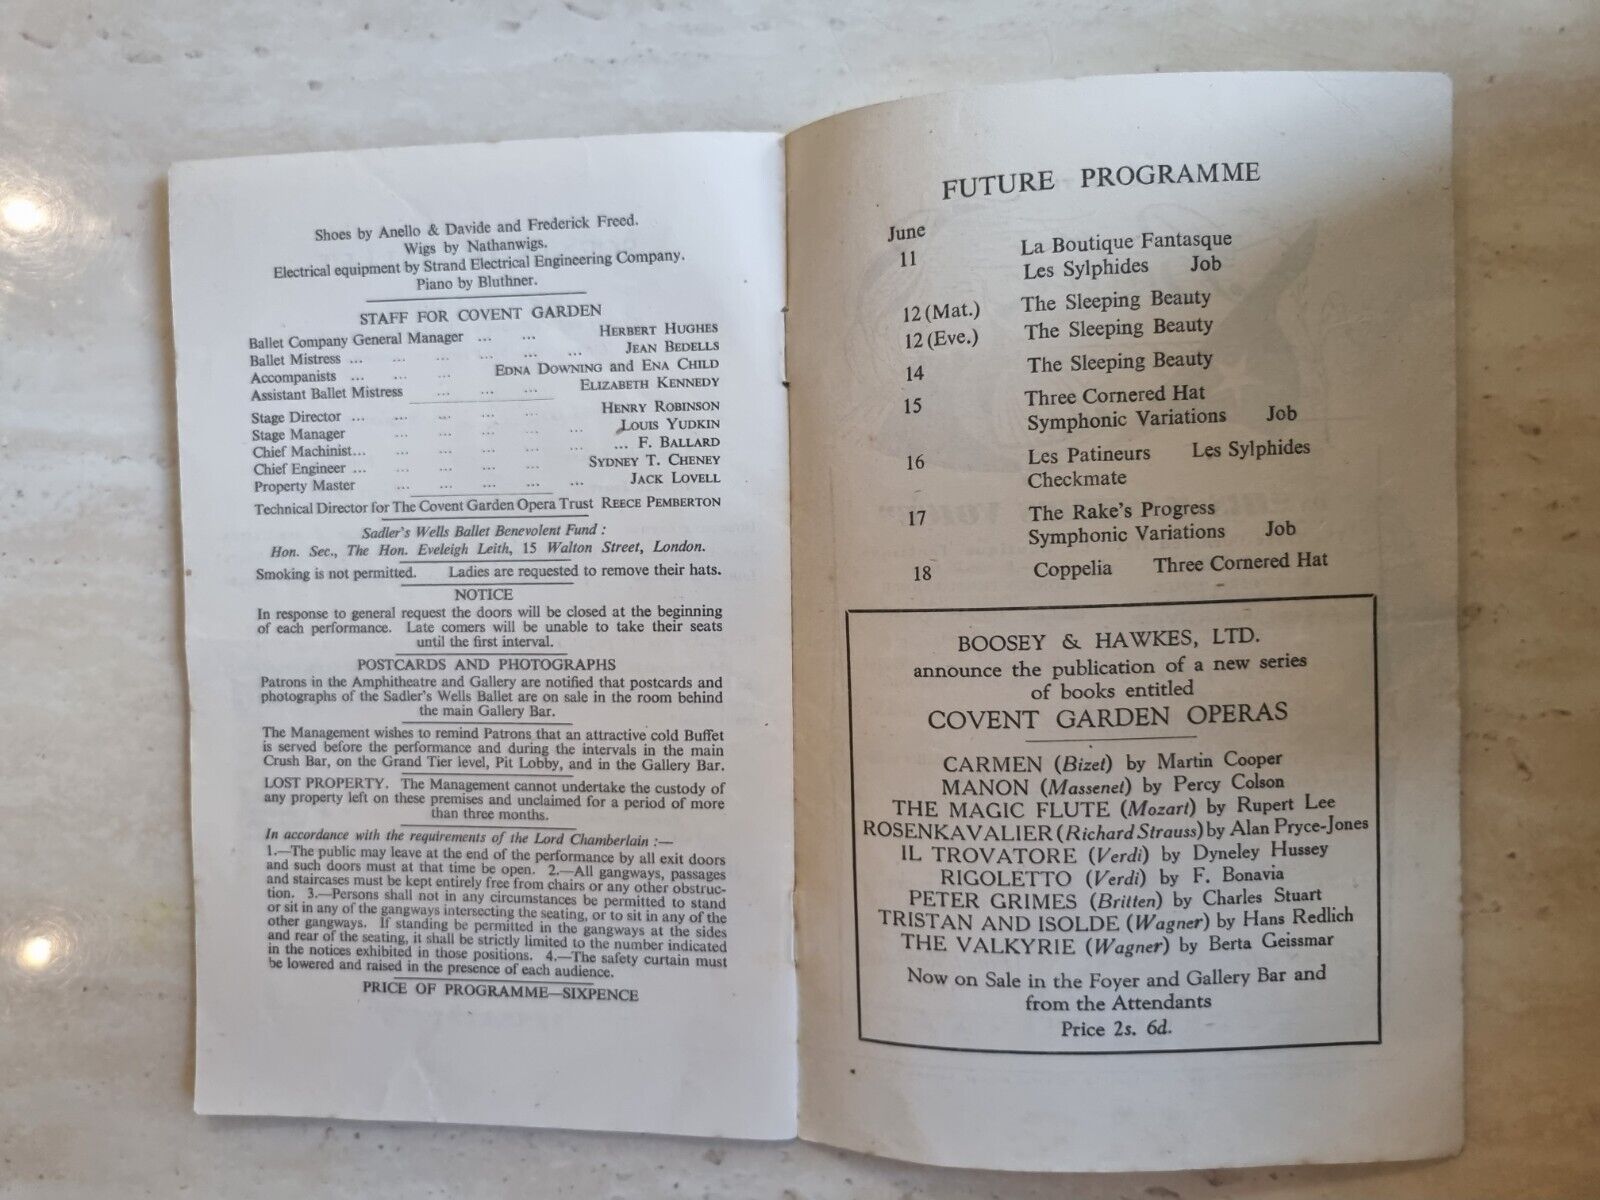 Shoes by Anello & Davide and Frederick Freed.
Wigs by Nathanwigs.
Electrical equipment by Strand Electrical Engineering Company.
Piano by Bluthner.
STAFF FOR COVENT GARDEN
Ballet Company General Manager ... ... HERBERT HUGHES
Ballet Mistress ... ... ... ... ... ... JEAN BEDELLS
Accompanists ... ... ... EDNA DOWNING and ENA CHILD
Assistant Ballet Mistress ... ... ... ELIZABETH KENNEDY
Stage Director ... ... ... ... ... HENRY ROBINSON
Stage Manager ... ... ... ... ... LOUIS YUDKIN
Chief Machinist... ... ... ... ... ... F. BALLARD
Chief Engineer ... ... ... ... ... SYDNEY T. CHENEY
Property Master ... ... ... ... ... JACK LOVELL
Technical Director for The Covent Garden Opera Trust REECE PEMBERTON
Sadler's Wells Ballet Benevolent Fund :
Hon. Sec., The Hon. Eveleigh Leith, 15 Walton Street, London.
Smoking is not permitted. Ladies are requested to remove their hats.
NOTICE
In response to general request the doors will be closed at the beginning
of each performance. Late comers will be unable to take their seats
until the first interval.
POSTCARDS AND PHOTOGRAPHS
Patrons in the Amphitheatre and Gallery are notified that postcards and
photographs of the Sadler's Wells Ballet are on sale in the room behind
the main Gallery Bar.
The Management wishes to remind Patrons that an attractive cold Buffet
is served before the performance and during the intervals in the main
Crush Bar, on the Grand Tier level, Pit Lobby, and in the Gallery Bar.
LOST PROPERTY. The Management cannot undertake the custody of
any property left on these premises and unclaimed for a period of more
than three months.
In accordance with the requirements of the Lord Chamberlain :—
1.—The public may leave at the end of the performance by all exit doors
and such doors must at that time be open. 2.—All gangways, passages
and staircases must be kept entirely free from chairs or any other obstruc-
tion. 3.—Persons shall not in any circumstances be permitted to stand
or sit in any of the gangways intersecting the seating, or to sit in any of the
other gangways. If standing be permitted in the gangways at the sides
and rear of the seating, it shall be strictly limited to the number indicated
in the notices exhibited in those positions. 4.—The safety curtain must
be lowered and raised in the presence of each audience.
PRICE OF PROGRAMME—SIXPENCE
FUTURE PROGRAMME
June
11 La Boutique Fantasque
Les Sylphides Job
12 (Mat.) The Sleeping Beauty
12 (Eve.) The Sleeping Beauty
14 The Sleeping Beauty
15 Three Cornered Hat
Symphonic Variations Job
16 Les Patineurs Les Sylphides
Checkmate
17 The Rake's Progress
Symphonic Variations Job
18 Coppelia Three Cornered Hat
BOOSEY & HAWKES, LTD.
announce the publication of a new series
of books entitled
COVENT GARDEN OPERAS
CARMEN (Bizet) by Martin Cooper
MANON (Massenet) by Percy Colson
THE MAGIC FLUTE (Mozart) by Rupert Lee
ROSENKAVALIER (Richard Strauss) by Alan Pryce-Jones
IL TROVATORE (Verdi) by Dyneley Hussey
RIGOLETTO (Verdi) by F. Bonavia
PETER GRIMES (Britten) by Charles Stuart
TRISTAN AND ISOLDE (Wagner) by Hans Redlich
THE VALKYRIE (Wagner) by Berta Geissmar
Now on Sale in the Foyer and Gallery Bar and
from the Attendants
Price 2s. 6d.